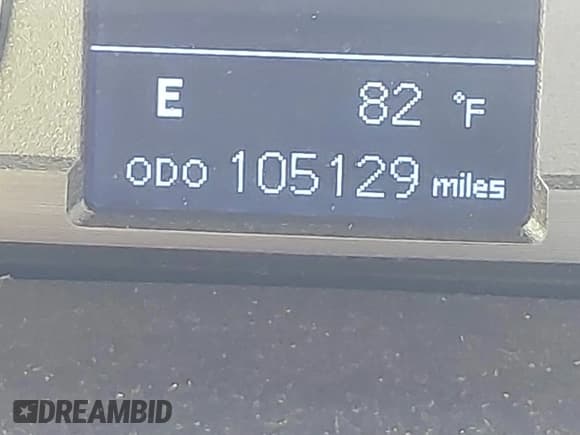 E 82 °F
ODO 105129 miles
DREAMBID